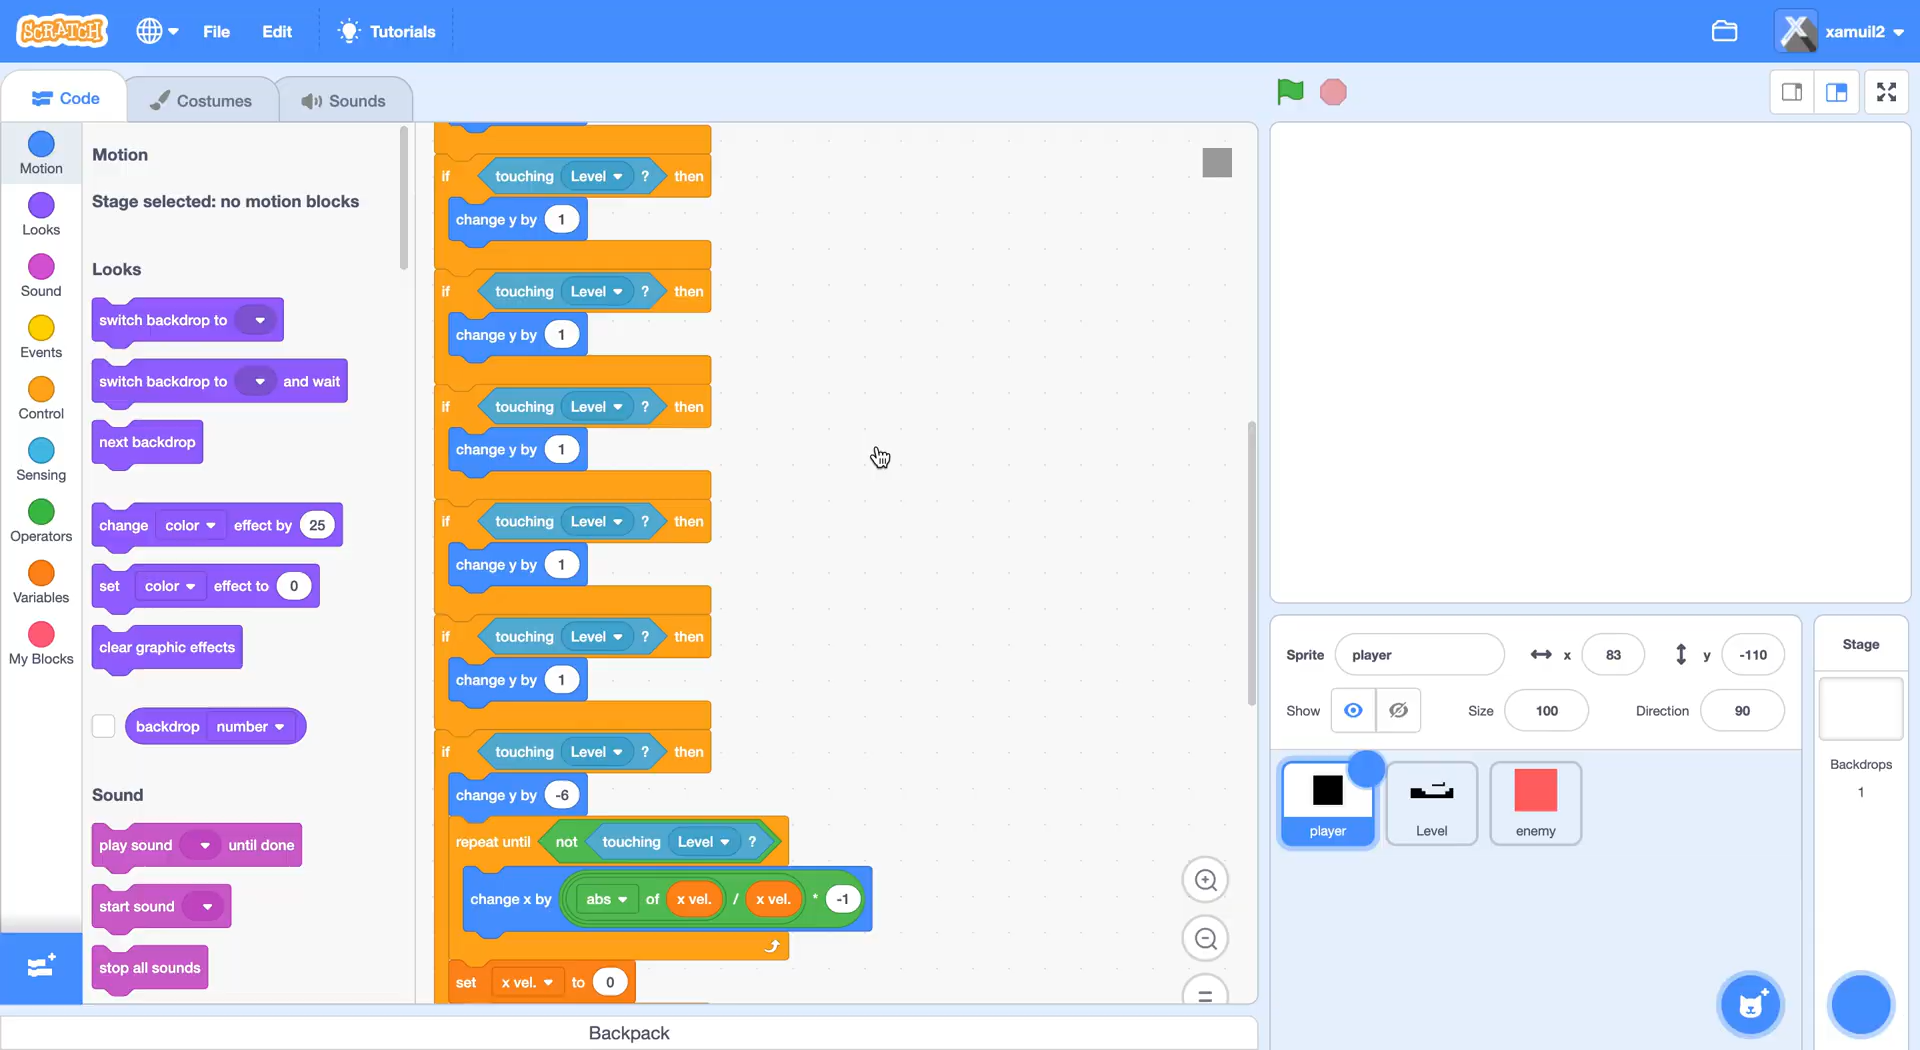 SCRATCH
File
Edit
Tutorials
xamuil2
Code
Costumes
Sounds
Motion
Looks
Sound
Events
Control
Sensing
Operators
Variables
My Blocks
Motion
Stage selected: no motion blocks
Looks
switch backdrop to
switch backdrop to and wait
next backdrop
change color effect by 25
set color effect to 0
clear graphic effects
backdrop number
Sound
play sound until done
start sound
stop all sounds
if touching Level ? then
change y by 1
if touching Level ? then
change y by 1
if touching Level ? then
change y by 1
if touching Level ? then
change y by 1
if touching Level ? then
change y by 1
if touching Level ? then
change y by -6
repeat until not touching Level ?
change x by abs of x vel. / x vel. * -1
set x vel. to 0
Backpack
Sprite player x 83 y -110
Show Size 100 Direction 90
player
Level
enemy
Stage
Backdrops
1